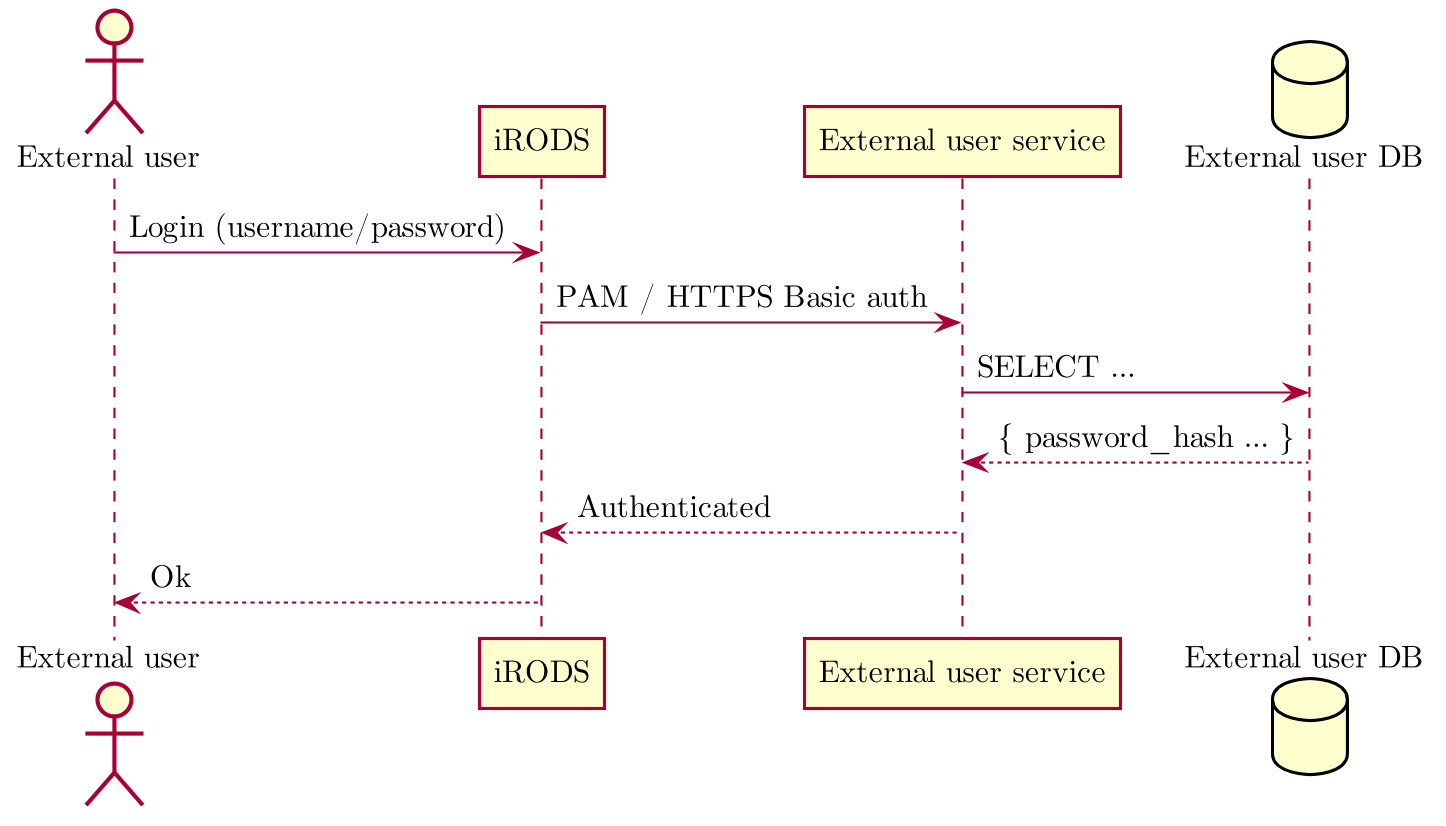 External user
iRODS
External user service
External user DB
Login (username/password)
PAM / HTTPS Basic auth
SELECT ...
{ password_hash ... }
Authenticated
Ok
External user
iRODS
External user service
External user DB